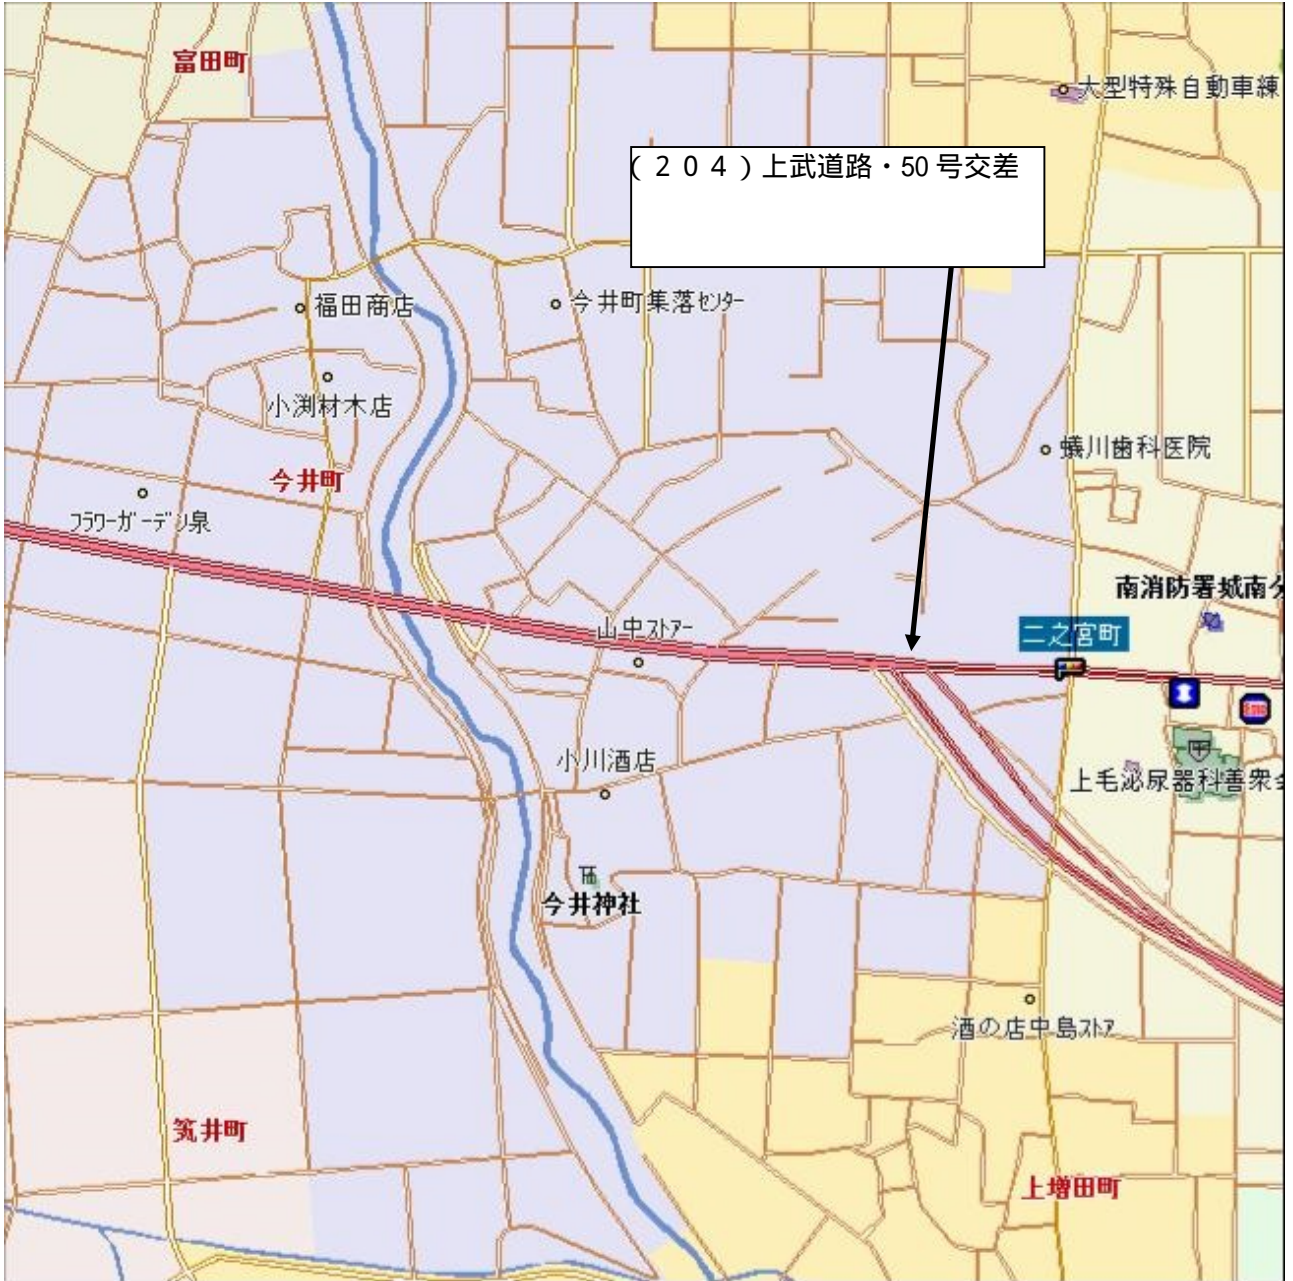 富田町
大型特殊自動車練
(204)上武道路・50号交差
福田商店
今井町集落ｾﾝﾀｰ
小渕材木店
蟻川歯科医院
今井町
ﾌﾗﾜｰｶﾞｰﾃﾞﾝ泉
南消防署城南分
山中ｽﾄｱｰ
二之宮町
小川酒店
上毛泌尿器科善衆会
今井神社
酒の店中島ｽﾄｱ
筑井町
上増田町